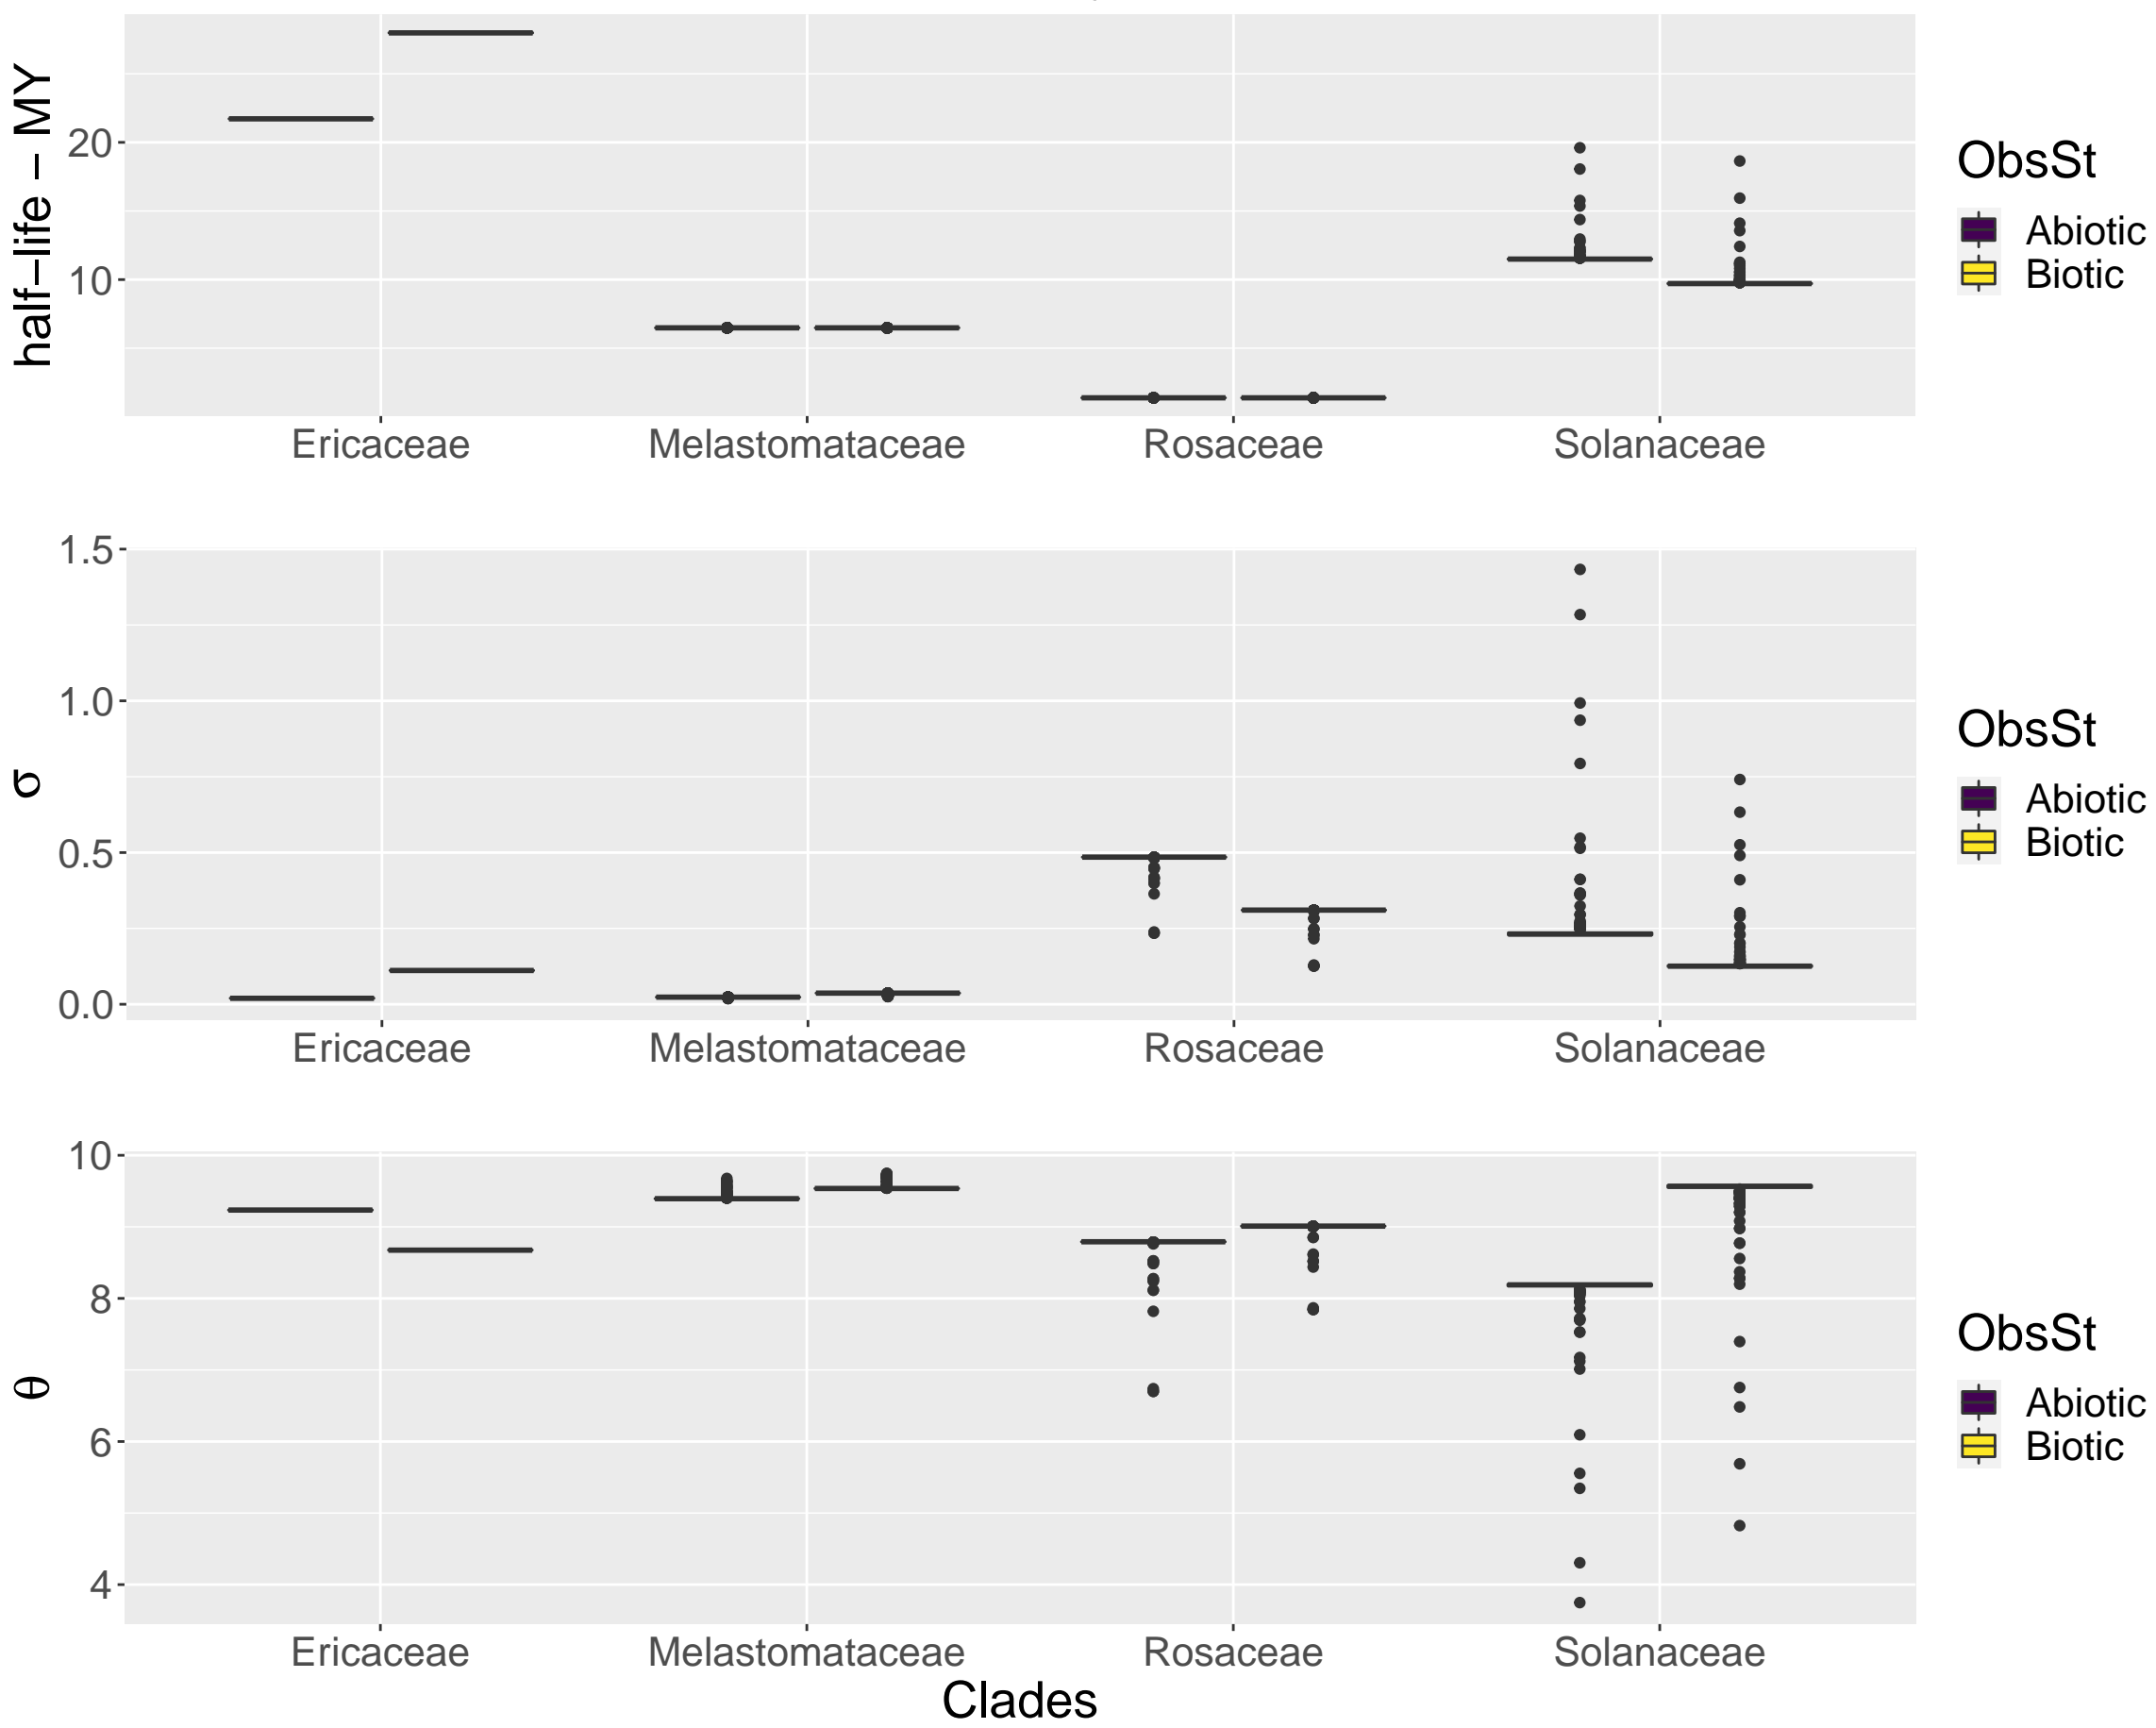 half–life – MY
20
10
Ericaceae Melastomataceae Rosaceae Solanaceae
ObsSt
Abiotic
Biotic
σ
1.5
1.0
0.5
0.0
Ericaceae Melastomataceae Rosaceae Solanaceae
ObsSt
Abiotic
Biotic
θ
10
8
6
4
Ericaceae Melastomataceae Rosaceae Solanaceae
Clades
ObsSt
Abiotic
Biotic